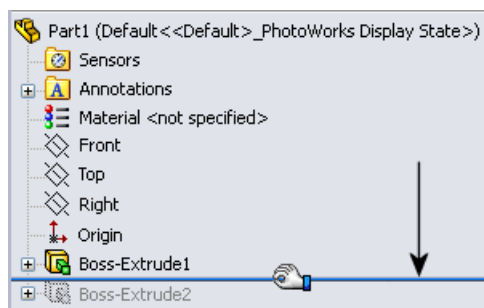 Part1 (Default<<Default>_PhotoWorks Display State>)
Sensors
Annotations
Material <not specified>
Front
Top
Right
Origin
Boss-Extrude1
Boss-Extrude2